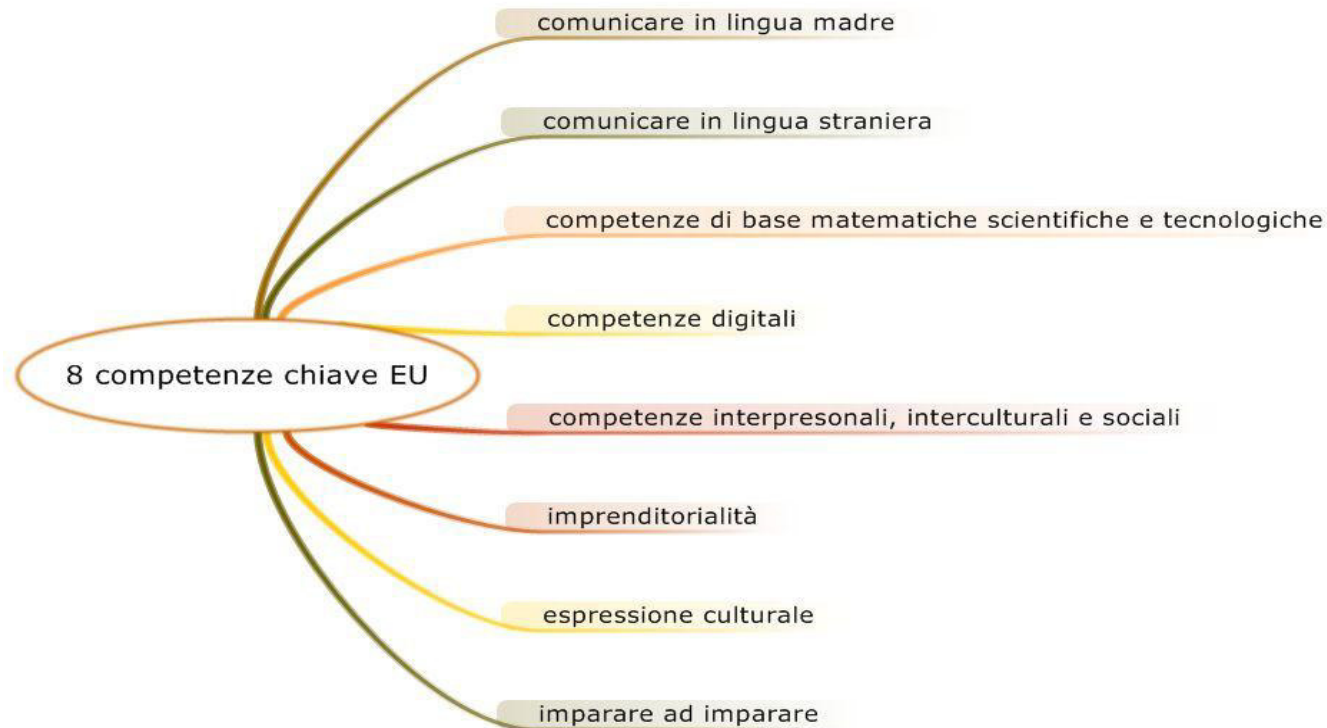 comunicare in lingua madre
comunicare in lingua straniera
competenze di base matematiche scientifiche e tecnologiche
competenze digitali
8 competenze chiave EU
competenze interpresonali, interculturali e sociali
imprenditorialità
espressione culturale
imparare ad imparare